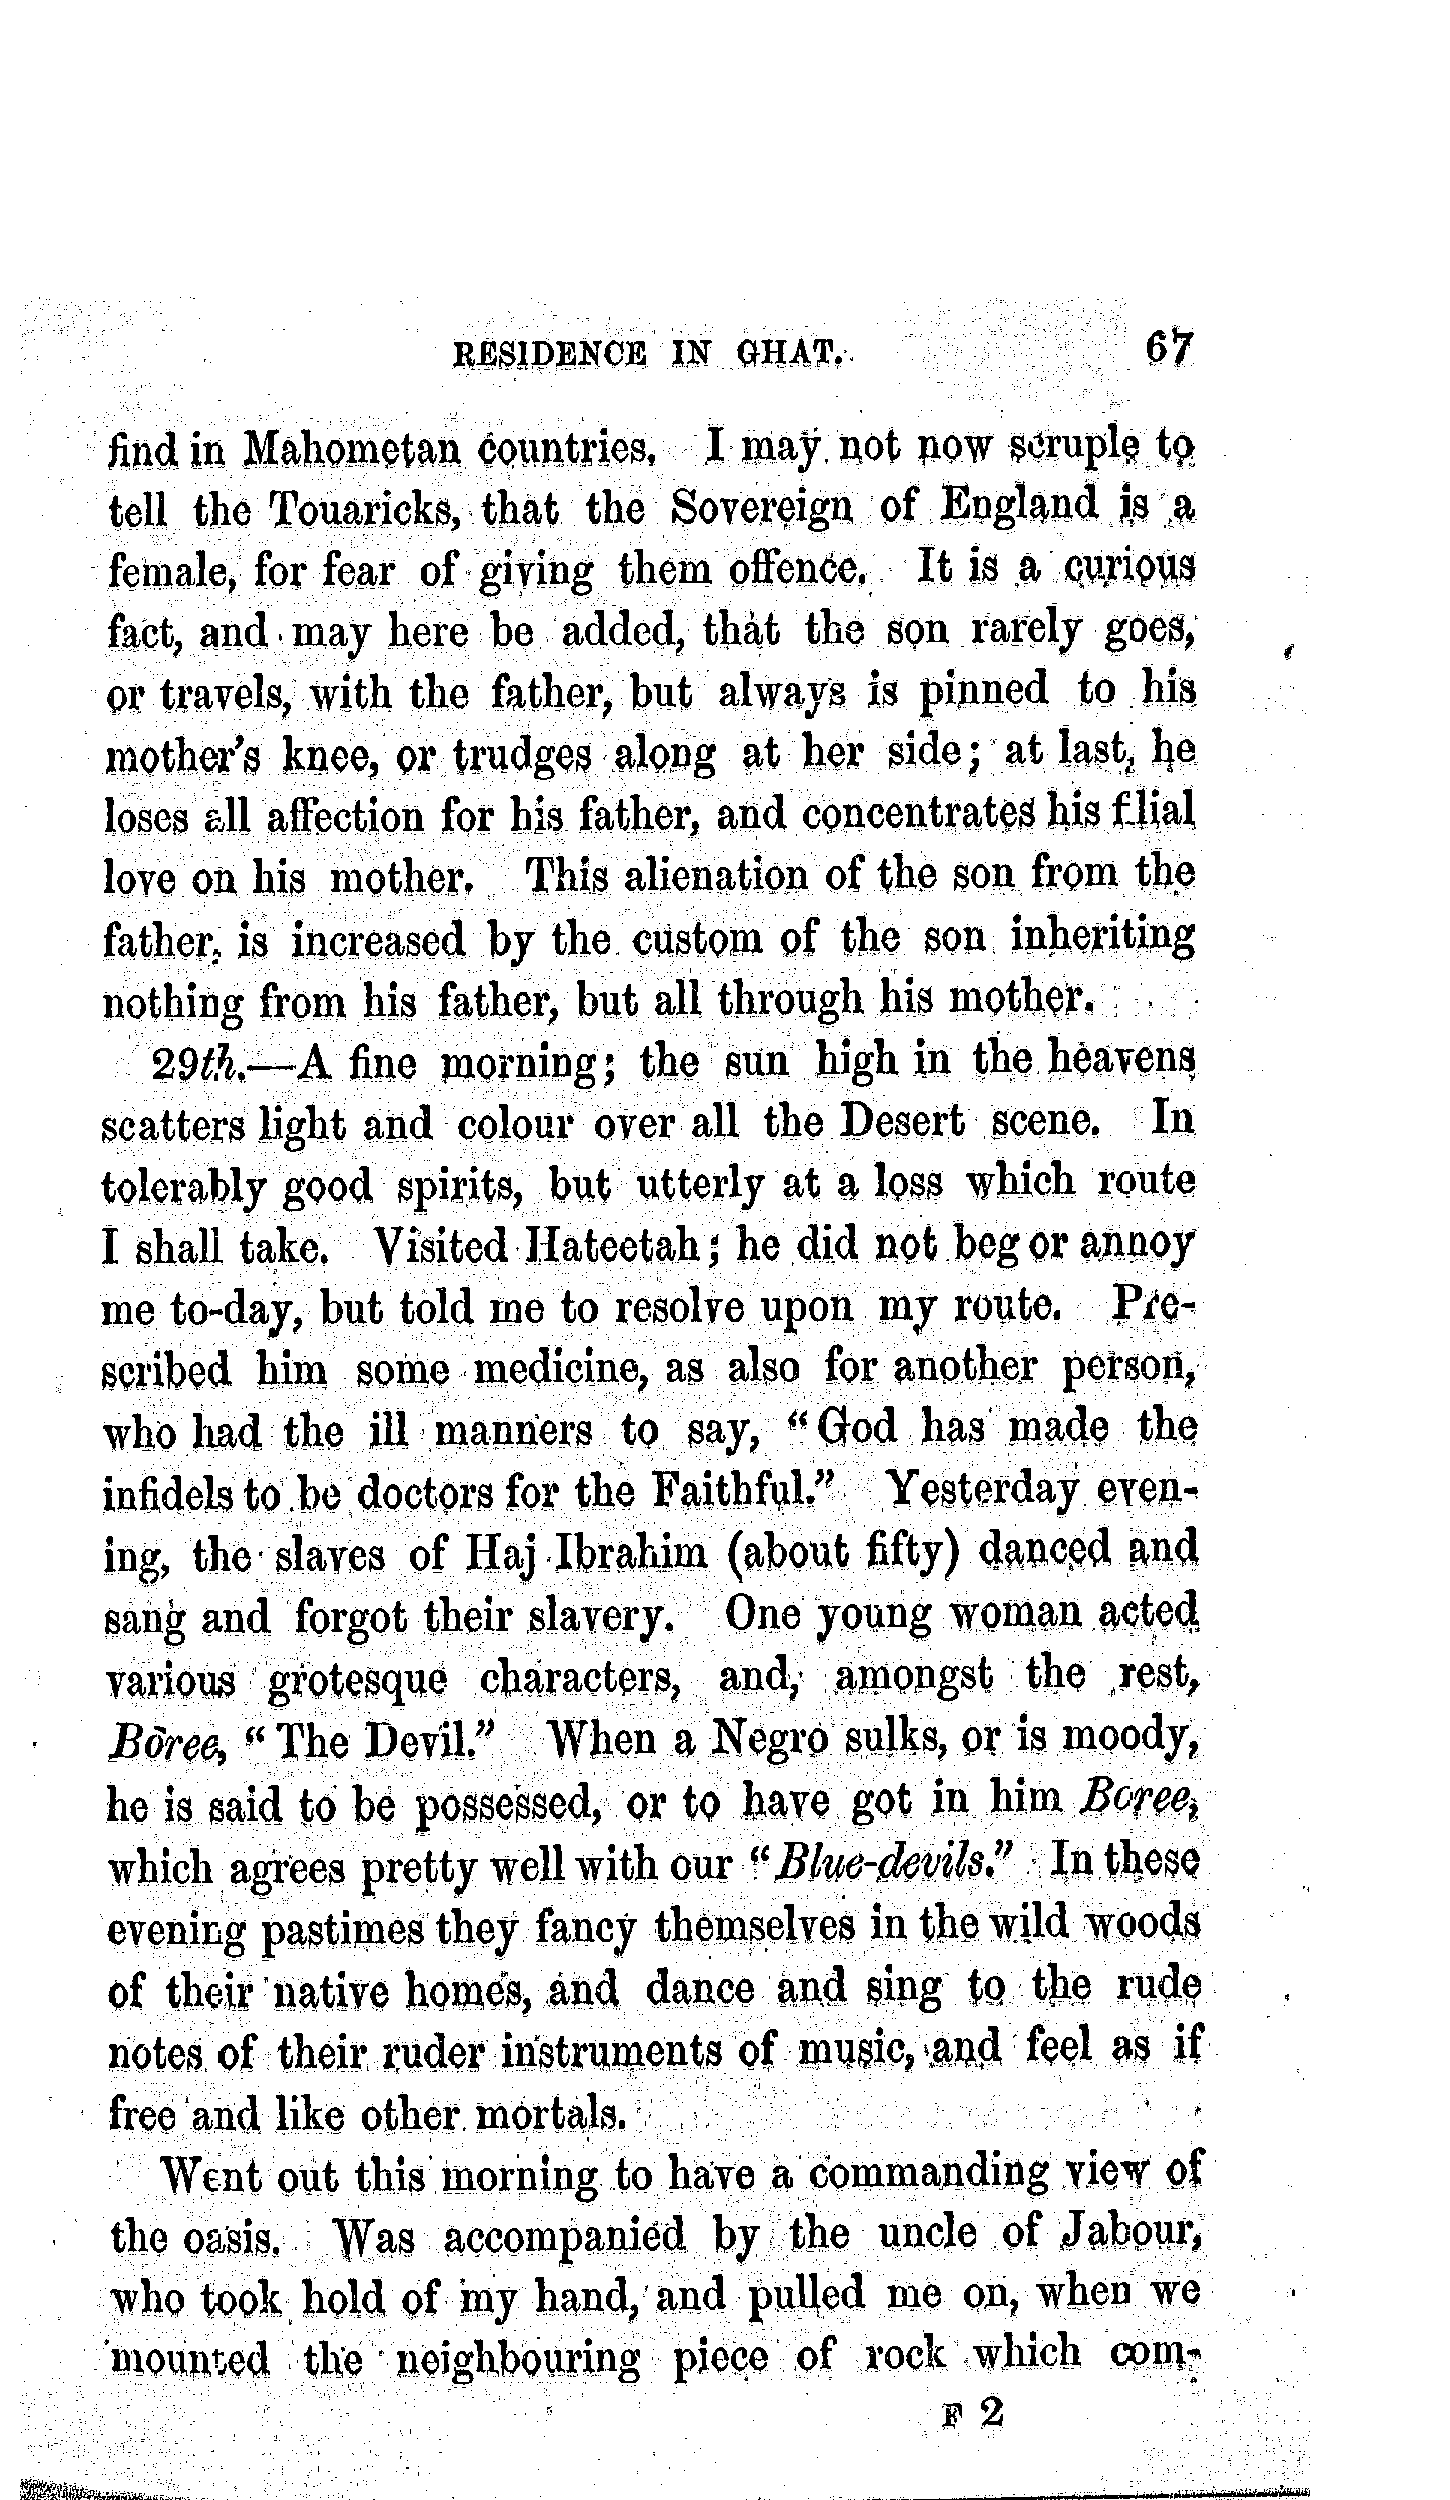 RESIDENCE IN GHAT. 67
find in Mahometan countries. I may not now scruple to
tell the Touaricks, that the Sovereign of England is a
female, for fear of giving them offence. It is a curious
fact, and may here be added, that the son rarely goes,
or travels, with the father, but always is pinned to his
mother's knee, or trudges along at her side; at last, he
loses all affection for his father, and concentrates his filial
love on his mother. This alienation of the son from the
father, is increased by the custom of the son inheriting
nothing from his father, but all through his mother.
29th.—A fine morning; the sun high in the heavens
scatters light and colour over all the Desert scene. In
tolerably good spirits, but utterly at a loss which route
I shall take. Visited Hateetah; he did not beg or annoy
me to-day, but told me to resolve upon my route. Pre-
scribed him some medicine, as also for another person,
who had the ill manners to say, "God has made the
infidels to be doctors for the Faithful." Yesterday even-
ing, the slaves of Haj Ibrahim (about fifty) danced and
sang and forgot their slavery. One young woman acted
various grotesque characters, and, amongst the rest,
Bōree, "The Devil." When a Negro sulks, or is moody,
he is said to be possessed, or to have got in him Boree,
which agrees pretty well with our "Blue-devils." In these
evening pastimes they fancy themselves in the wild woods
of their native homes, and dance and sing to the rude
notes of their ruder instruments of music, and feel as if
free and like other mortals.
Went out this morning to have a commanding view of
the oasis. Was accompanied by the uncle of Jabour,
who took hold of my hand, and pulled me on, when we
mounted the neighbouring piece of rock which com-
F 2